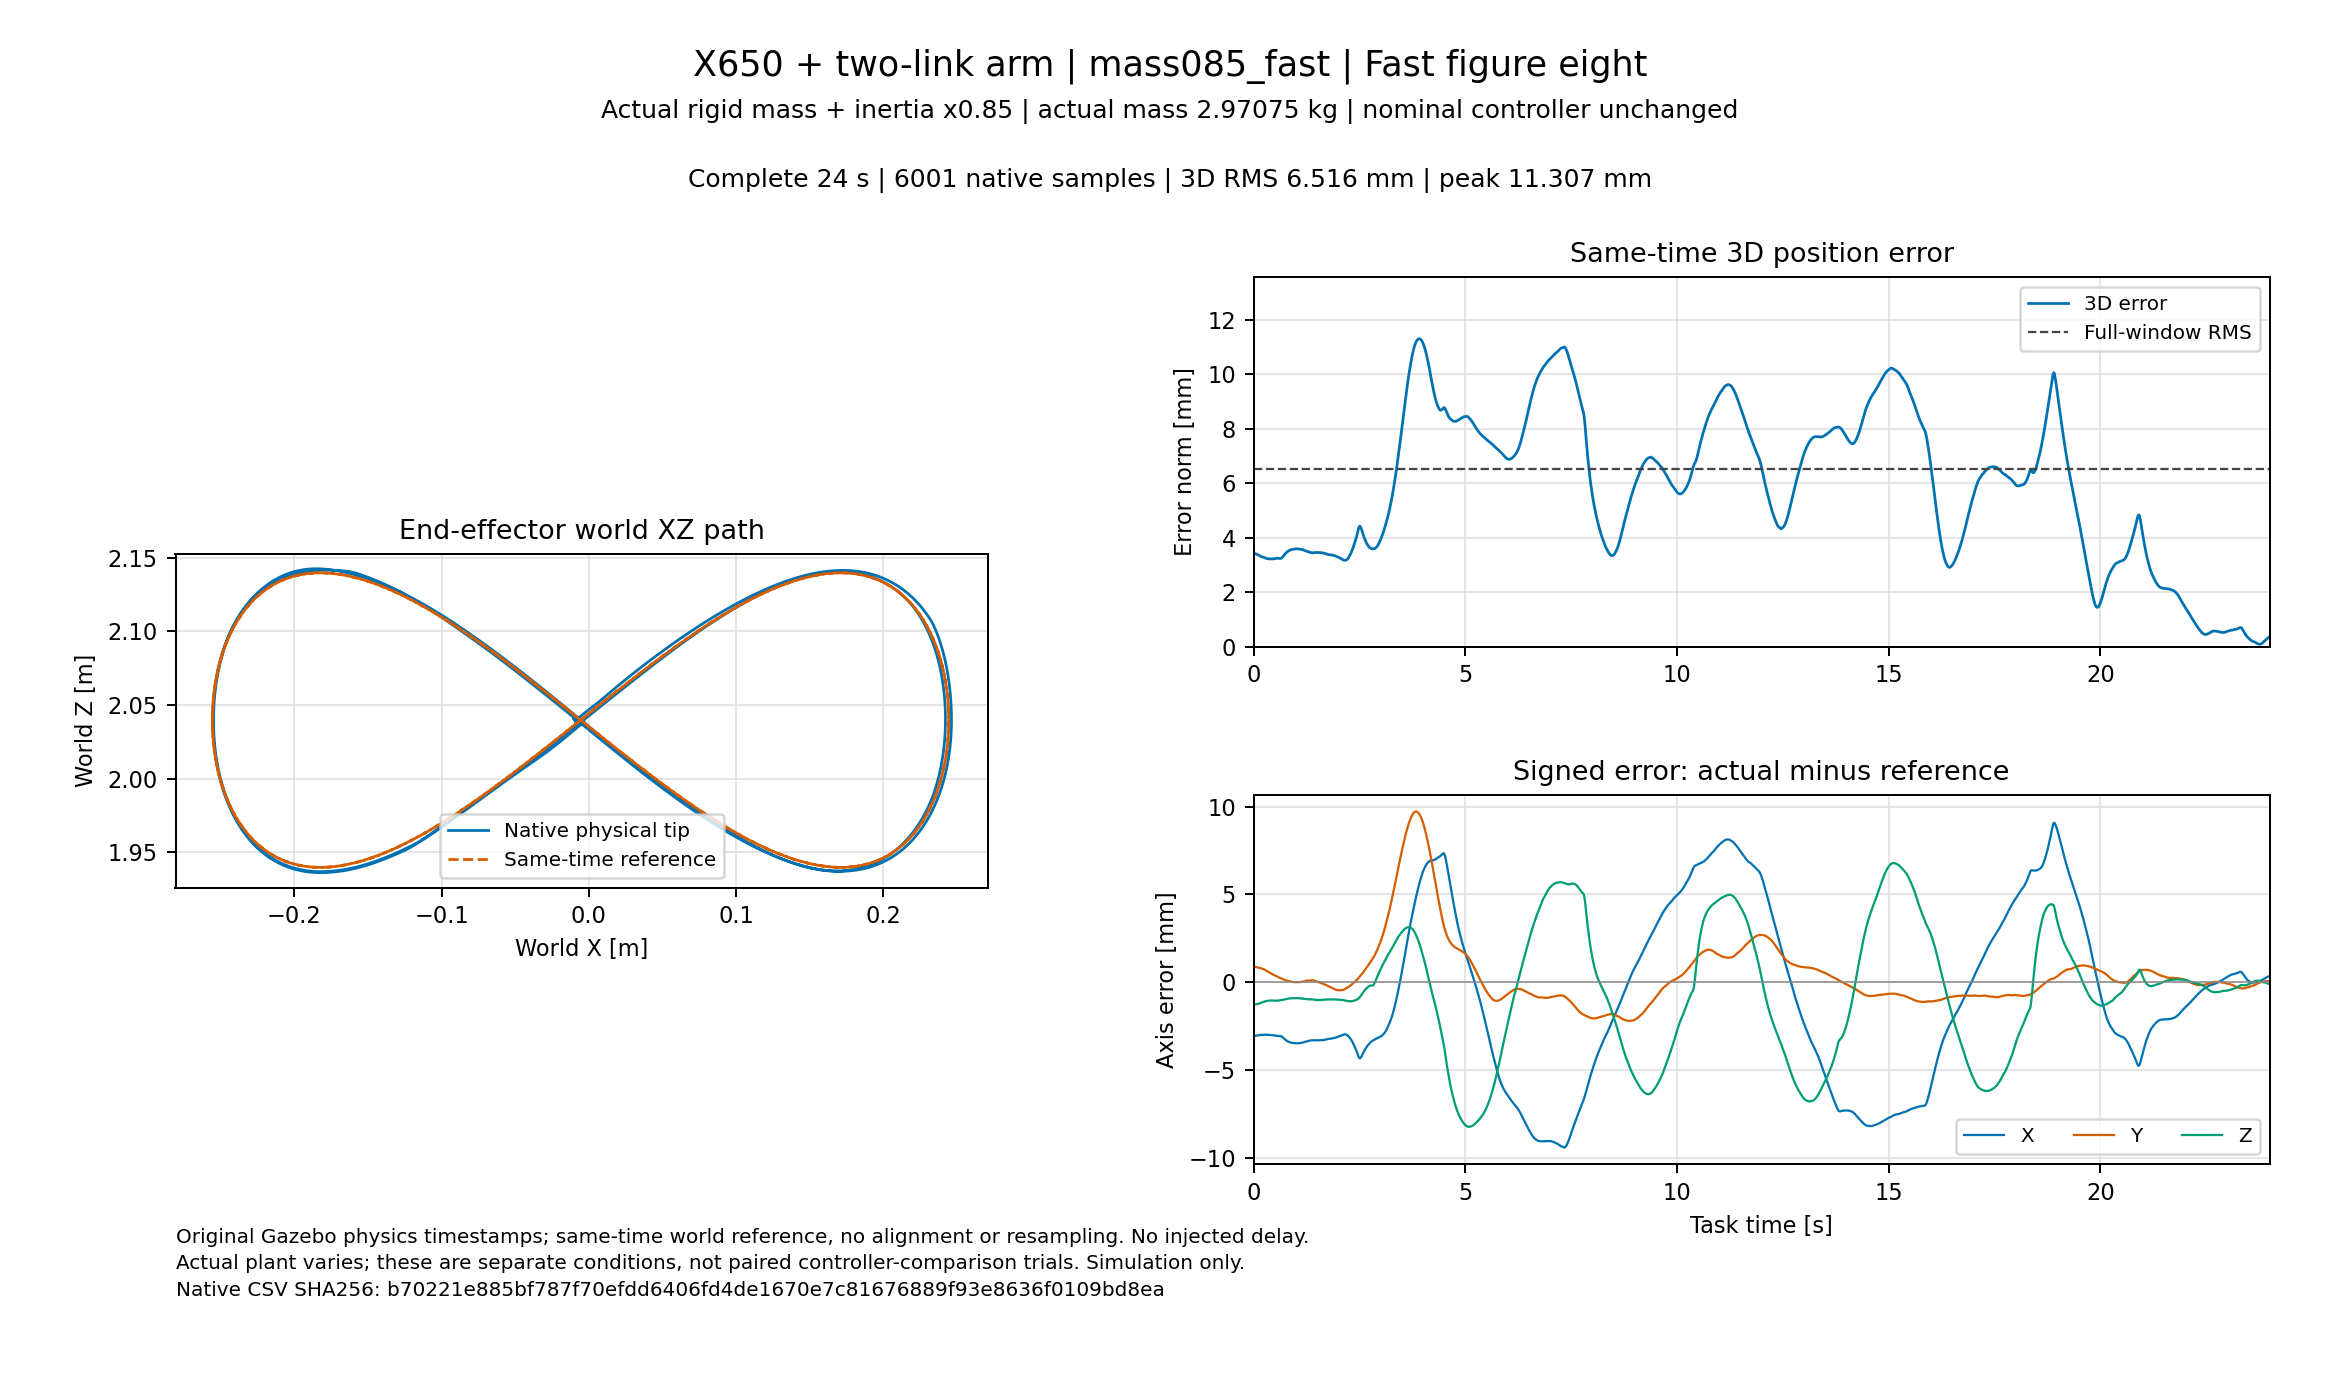 X650 + two-link arm | mass085_fast | Fast figure eight
Actual rigid mass + inertia x0.85 | actual mass 2.97075 kg | nominal controller unchanged
Complete 24 s | 6001 native samples | 3D RMS 6.516 mm | peak 11.307 mm
End-effector world XZ path
World Z [m]
2.15
2.10
2.05
2.00
1.95
−0.2
−0.1
0.0
0.1
0.2
World X [m]
Native physical tip
Same-time reference
Same-time 3D position error
Error norm [mm]
12
10
8
6
4
2
0
0
5
10
15
20
3D error
Full-window RMS
Signed error: actual minus reference
Axis error [mm]
10
5
0
−5
−10
0
5
10
15
20
X
Y
Z
Task time [s]
Original Gazebo physics timestamps; same-time world reference, no alignment or resampling. No injected delay.
Actual plant varies; these are separate conditions, not paired controller-comparison trials. Simulation only.
Native CSV SHA256: b70221e885bf787f70efdd6406fd4de1670e7c81676889f93e8636f0109bd8ea